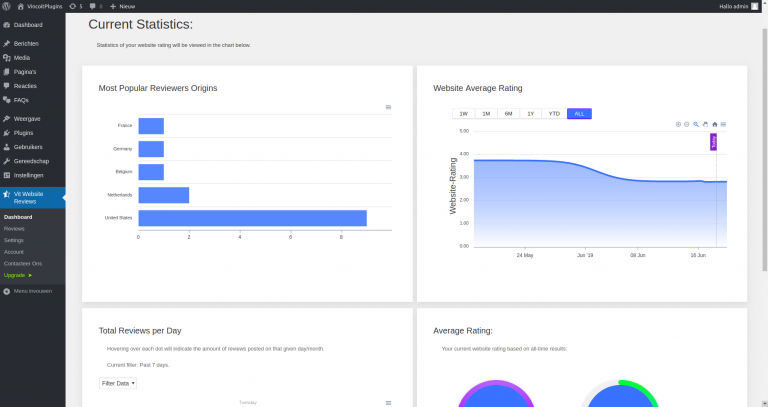 VincoitPlugins 5 0 Nieuw Hallo admin
Dashboard
Berichten
Media
Pagina's
Reacties
FAQs
Weergave
Plugins
Gebruikers
Gereedschap
Instellingen
Vit Website
Reviews
Dashboard
Reviews
Settings
Account
Contacteer Ons
Upgrade ►
Menu invouwen
Current Statistics:
Statistics of your website rating will be viewed in the chart below.
Most Popular Reviewers Origins
France
Germany
Belgium
Netherlands
United States
0 2 4 6 8
Website Average Rating
1W 1M 6M 1Y YTD ALL
5.00
4.00
3.00
2.00
1.00
0.00
Website-Rating
24 May Jun '19 08 Jun 16 Jun
Total Reviews per Day
Hovering over each dot will indicate the amount of reviews posted on that given day/month.
Current filter: Past 7 days.
Filter Data
Tuesday
Average Rating:
Your current website rating based on all-time results: